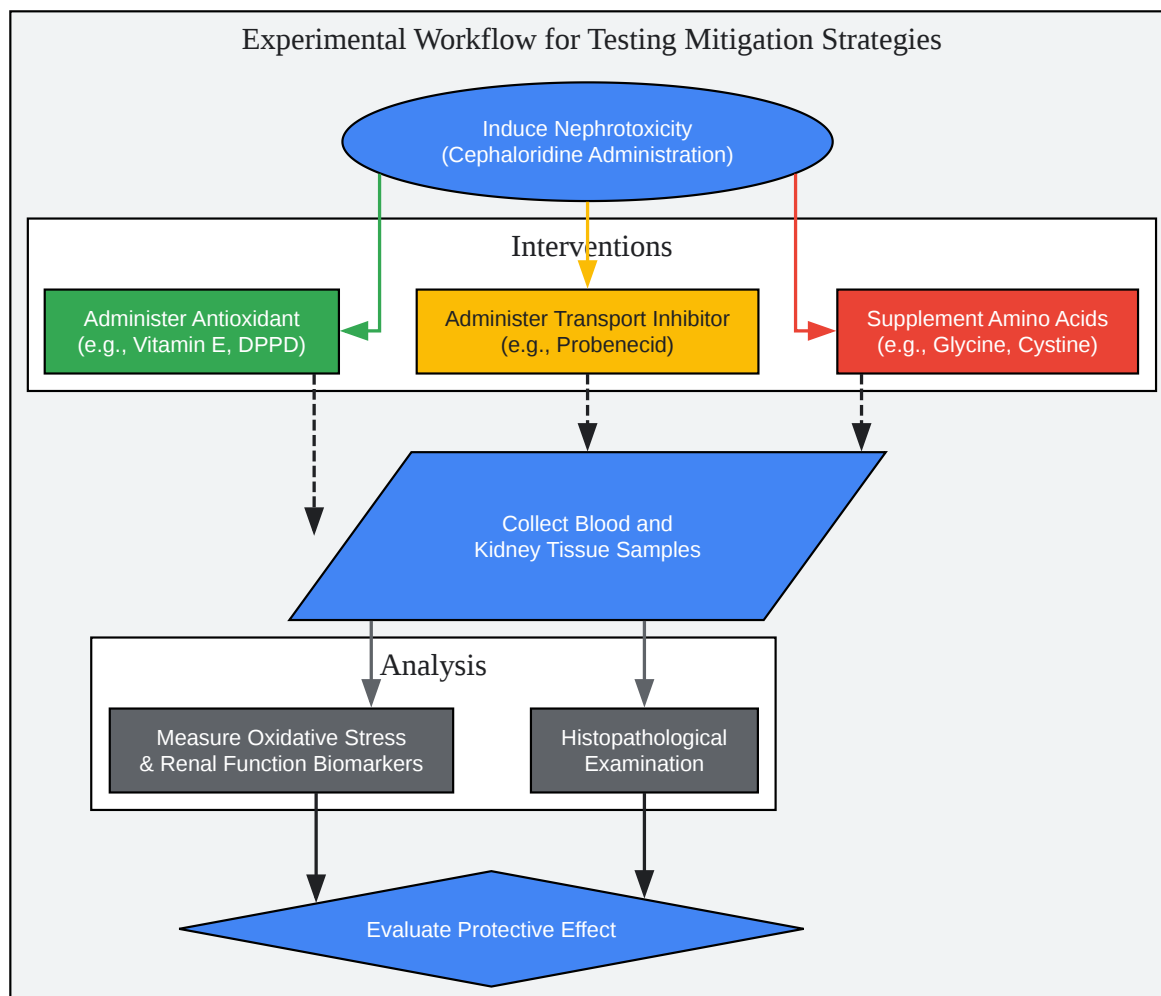 Experimental Workflow for Testing Mitigation Strategies
Induce Nephrotoxicity
(Cephaloridine Administration)
Interventions
Administer Antioxidant
(e.g., Vitamin E, DPPD)
Administer Transport Inhibitor
(e.g., Probenecid)
Supplement Amino Acids
(e.g., Glycine, Cystine)
Collect Blood and
Kidney Tissue Samples
Analysis
Measure Oxidative Stress
& Renal Function Biomarkers
Histopathological
Examination
Evaluate Protective Effect